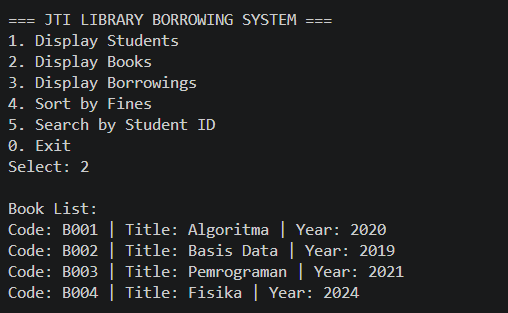 === JTI LIBRARY BORROWING SYSTEM ===
1. Display Students
2. Display Books
3. Display Borrowings
4. Sort by Fines
5. Search by Student ID
0. Exit
Select: 2

Book List:
Code: B001 | Title: Algoritma | Year: 2020
Code: B002 | Title: Basis Data | Year: 2019
Code: B003 | Title: Pemrograman | Year: 2021
Code: B004 | Title: Fisika | Year: 2024